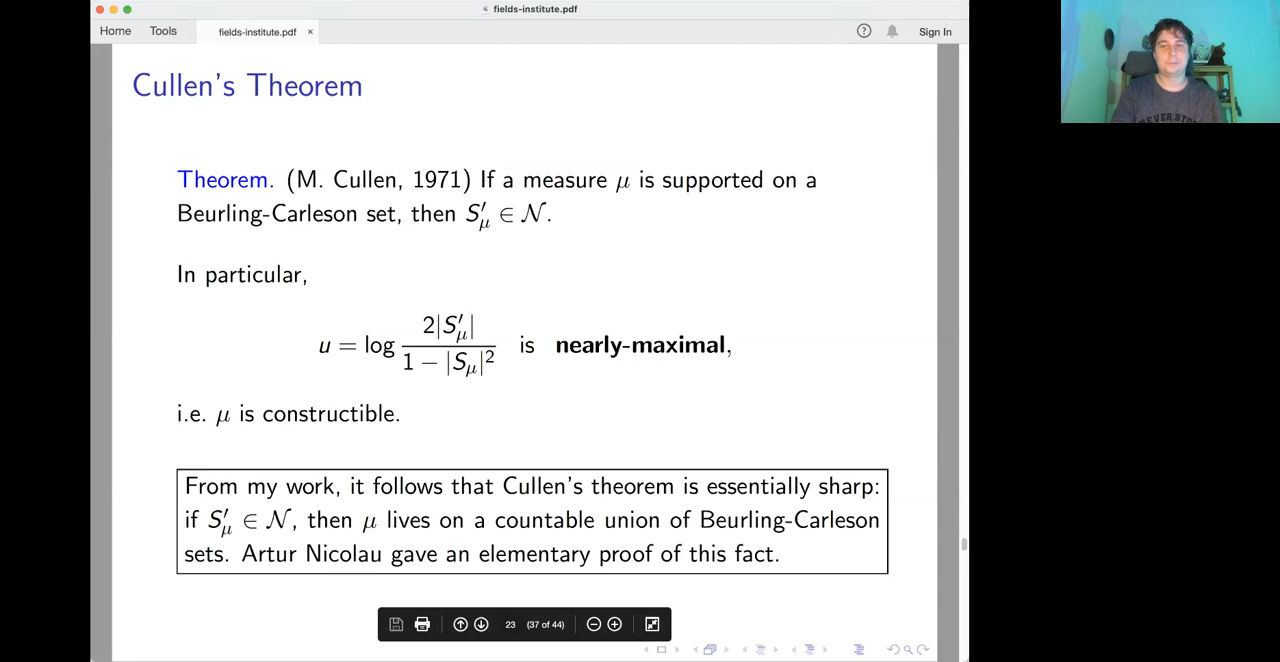 fields-institute.pdf
Home Tools fields-institute.pdf × Sign In
Cullen's Theorem
Theorem. (M. Cullen, 1971) If a measure μ is supported on a
Beurling-Carleson set, then S′_μ ∈ 𝒩.
In particular,
u = log 2|S′_μ| / 1 − |S_μ|² is nearly-maximal,
i.e. μ is constructible.
From my work, it follows that Cullen's theorem is essentially sharp:
if S′_μ ∈ 𝒩, then μ lives on a countable union of Beurling-Carleson
sets. Artur Nicolau gave an elementary proof of this fact.
23 (37 of 44)